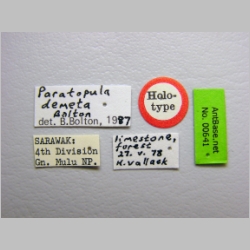 Paratopula
demeta
Bolton
det. B.Bolton, 1987
Holo-
type
AntBase.net
No. 00641
SARAWAK:
4th Division
Gn. Mulu NP.
limestone,
forest
27. v. 78
H. Vallack